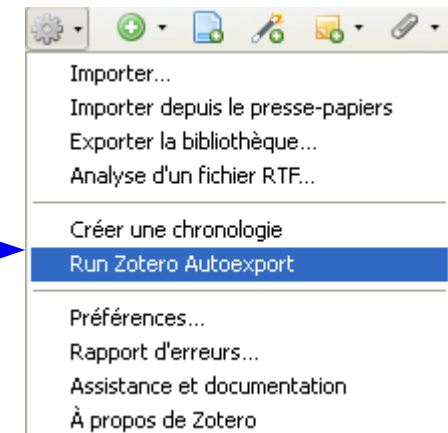 Importer...
Importer depuis le presse-papiers
Exporter la bibliothèque...
Analyse d'un fichier RTF...
Créer une chronologie
Run Zotero Autoexport
Préférences...
Rapport d'erreurs...
Assistance et documentation
À propos de Zotero